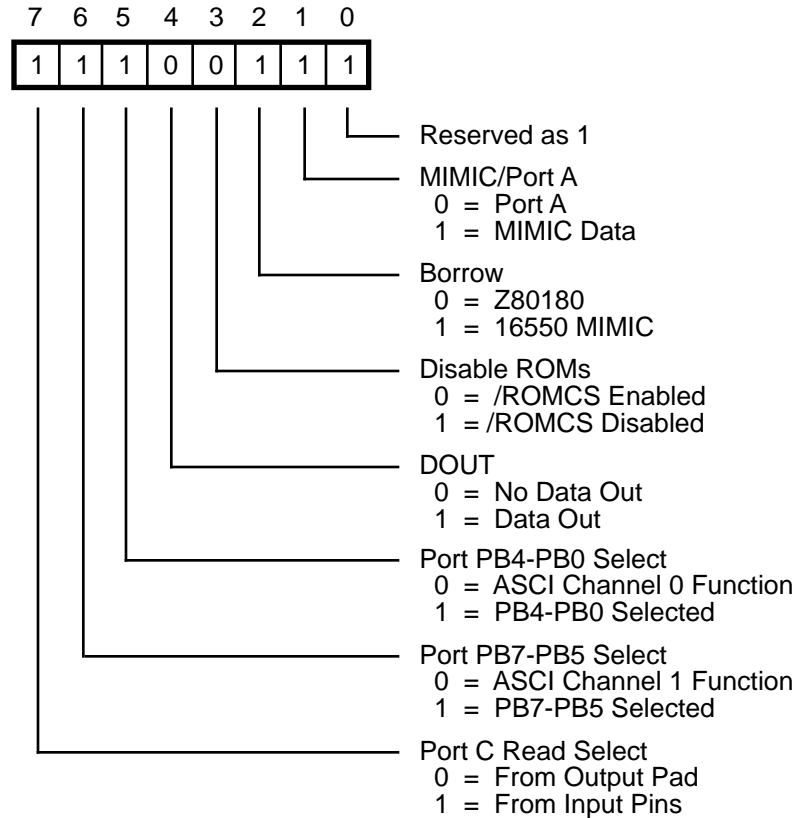 7 6 5 4 3 2 1 0
1 1 1 0 0 1 1 1
Reserved as 1
MIMIC/Port A
0 = Port A
1 = MIMIC Data
Borrow
0 = Z80180
1 = 16550 MIMIC
Disable ROMs
0 = /ROMCS Enabled
1 = /ROMCS Disabled
DOUT
0 = No Data Out
1 = Data Out
Port PB4-PB0 Select
0 = ASCI Channel 0 Function
1 = PB4-PB0 Selected
Port PB7-PB5 Select
0 = ASCI Channel 1 Function
1 = PB7-PB5 Selected
Port C Read Select
0 = From Output Pad
1 = From Input Pins